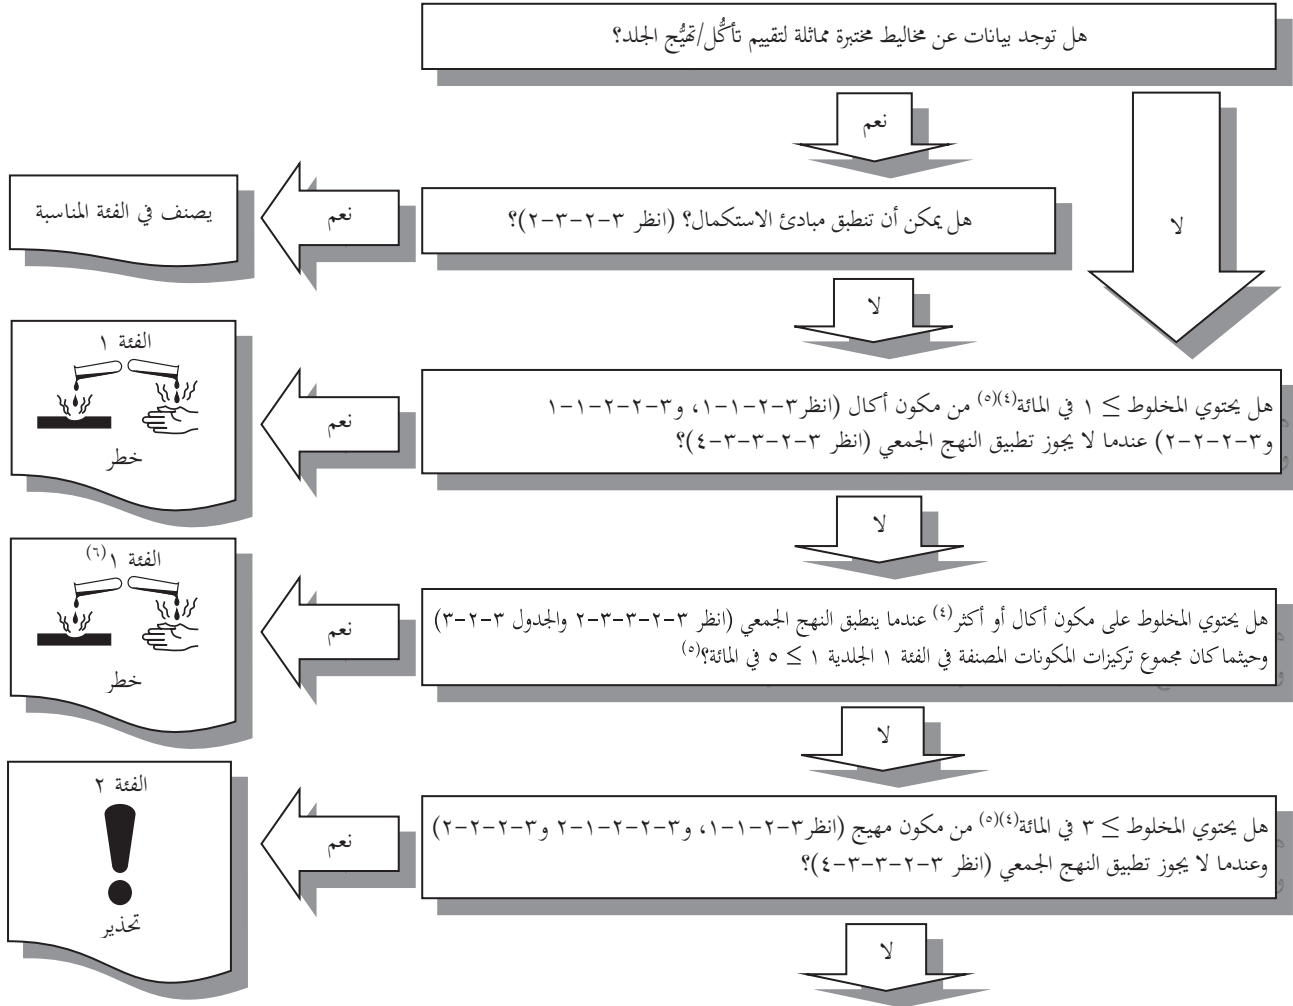 هل توجد بيانات عن مخاليط مختبرة مماثلة لتقييم تأكُّل/تهيُّج الجلد؟
نعم
لا
هل يمكن أن تنطبق مبادئ الاستكمال؟ (انظر ٣-٢-٣-٢)؟
نعم
يصنف في الفئة المناسبة
لا
هل يحتوي المخلوط ≥ ١ في المائة(٤)(٥) من مكون أكال (انظر٣-٢-١-١، و٣-٢-٢-١-١
و٣-٢-٢-٢) عندما لا يجوز تطبيق النهج الجمعي (انظر ٣-٢-٣-٣-٤)؟
نعم
الفئة ١
خطر
لا
هل يحتوي المخلوط على مكون أكال أو أكثر(٤) عندما ينطبق النهج الجمعي (انظر ٣-٢-٣-٣-٢ والجدول ٣-٢-٣)
وحيثما كان مجموع تركيزات المكونات المصنفة في الفئة ١ الجلدية ١ ≥ ٥ في المائة؟(٥)
نعم
الفئة ١(٦)
خطر
لا
هل يحتوي المخلوط ≥ ٣ في المائة(٤)(٥) من مكون مهيج (انظر٣-٢-١-١، و٣-٢-٢-١-٢ و٣-٢-٢-٢)
وعندما لا يجوز تطبيق النهج الجمعي (انظر ٣-٢-٣-٣-٤)؟
نعم
الفئة ٢
تحذير
لا